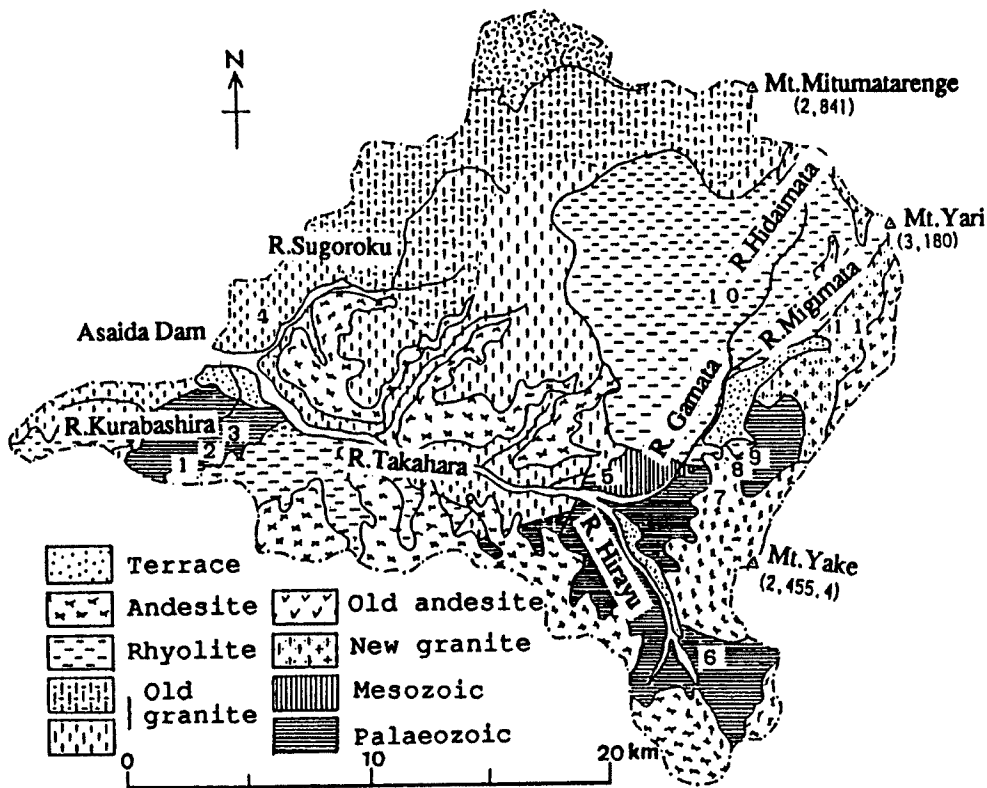 N
Mt.Mitumatarenge
(2,841)
R.Hidaimata
Mt.Yari
(3,180)
R.Sugoroku
10
R.Migimata
4
Asaida Dam
11
R.Gamata
R.Kurabashira
3
2
1
R.Takahara
5
9
8
7
R.Hirayu
Mt.Yake
(2,455.4)
6
Terrace
Andesite
Old andesite
Rhyolite
New granite
Old granite
Mesozoic
Palaeozoic
0
10
20 km